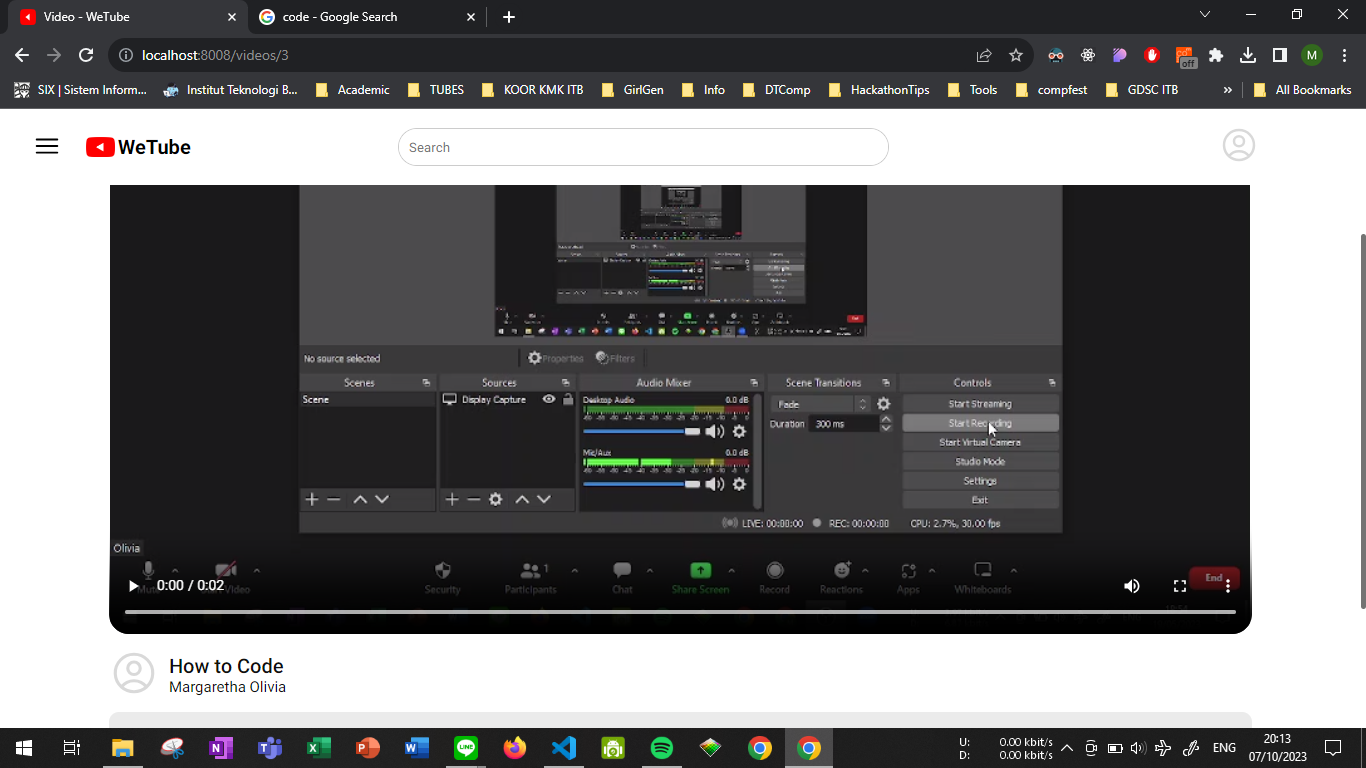 Video - WeTube
code - Google Search
localhost:8008/videos/3
off
M
SIX | Sistem Inform...
Institut Teknologi B...
Academic
TUBES
KOOR KMK ITB
GirlGen
Info
DTComp
HackathonTips
Tools
compfest
GDSC ITB
»
All Bookmarks
WeTube
Search
No source selected
Properties
Filters
Scenes
Sources
Audio Mixer
Scene Transitions
Controls
Scene
Display Capture
Desktop Audio
0.0 dB
Fade
Start Streaming
Duration
300 ms
Start Recording
Start Virtual Camera
Mic/Aux
0.0 dB
Studio Mode
Settings
Exit
LIVE: 00:00:00
REC: 00:00:00
CPU: 2.7%, 30.00 fps
Olivia
Mute
Video
Security
Participants
1
Chat
Share Screen
Record
Reactions
Apps
Whiteboards
End
0:00 / 0:02
How to Code
Margaretha Olivia
U: 0.00 kbit/s
D: 0.00 kbit/s
ENG
20:13
07/10/2023